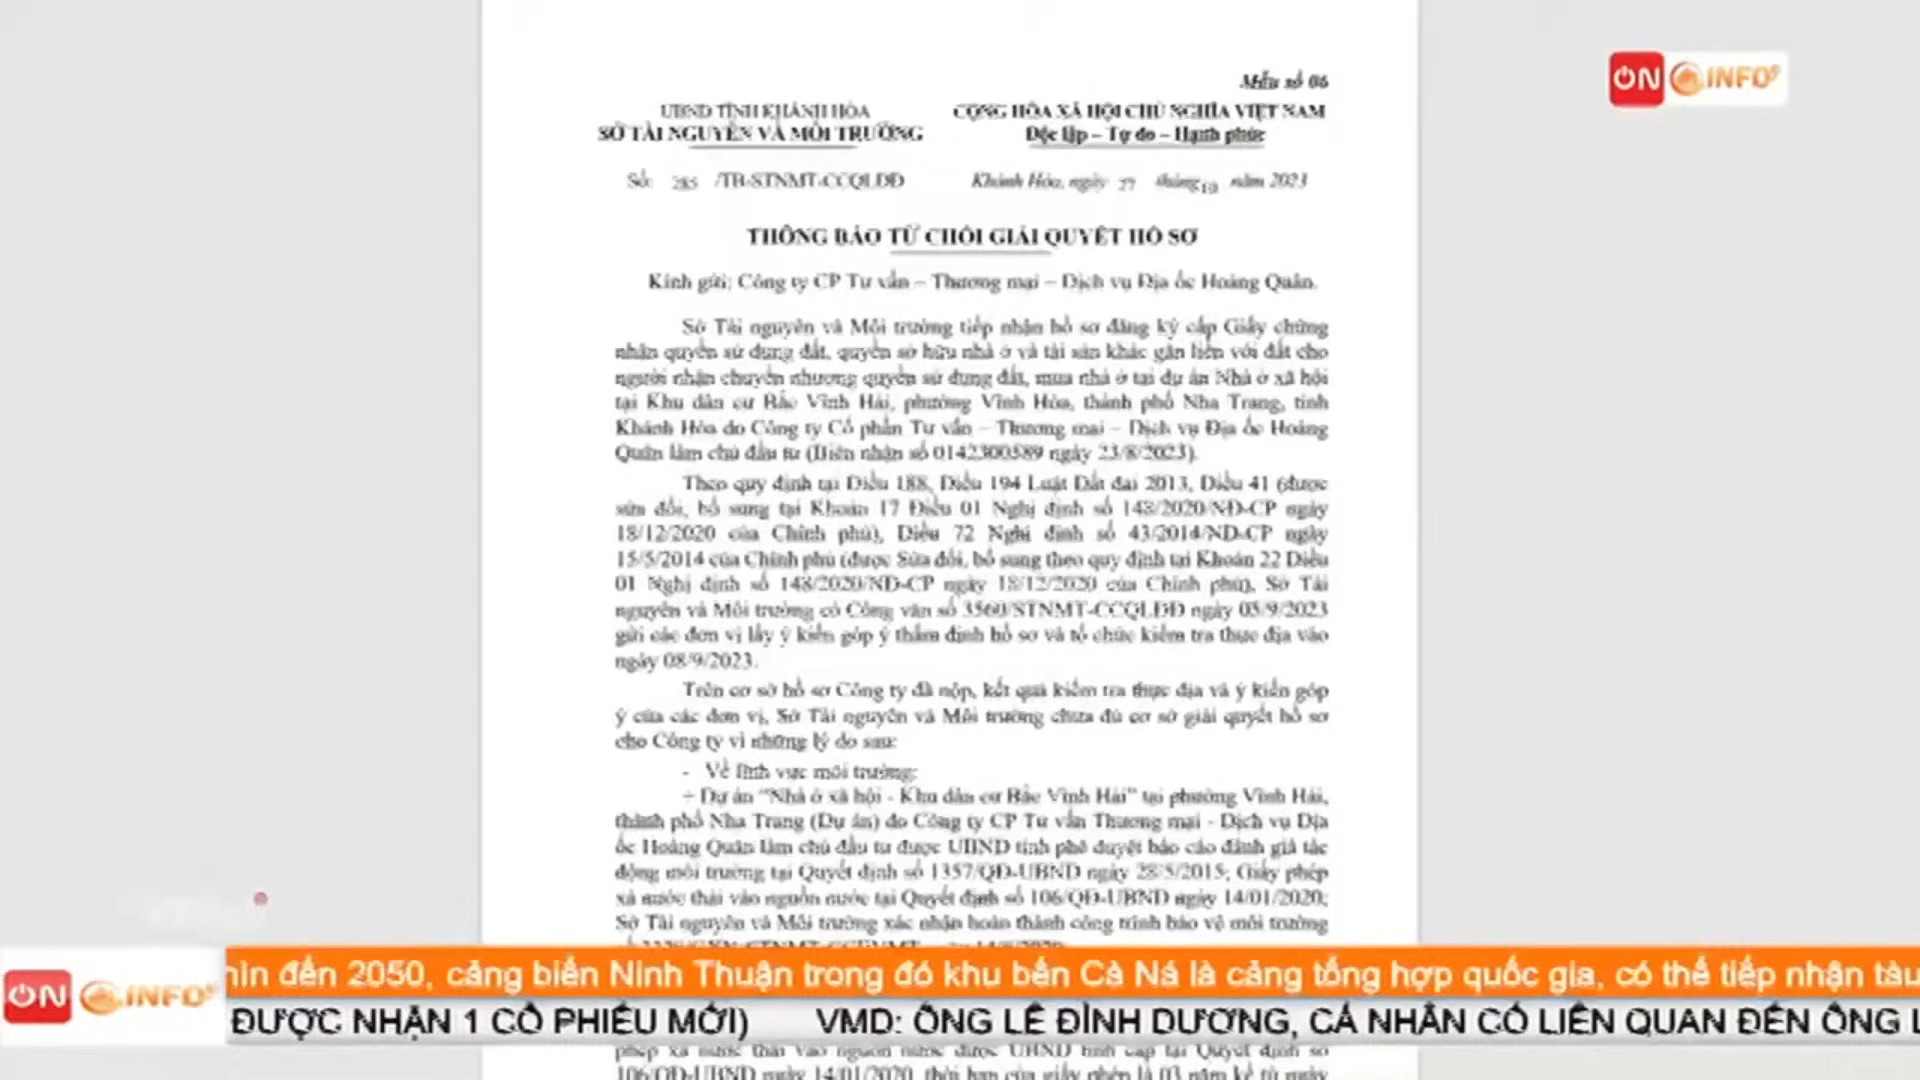 Mẫu số 06
ON INFO
UBND TỈNH KHÁNH HÒA
SỞ TÀI NGUYÊN VÀ MÔI TRƯỜNG
CỘNG HÒA XÃ HỘI CHỦ NGHĨA VIỆT NAM
Độc lập – Tự do – Hạnh phúc
Số: 285 /TB-STNMT-CCQLĐĐ
Khánh Hòa, ngày 27 tháng 10 năm 2023
THÔNG BÁO TỪ CHỐI GIẢI QUYẾT HỒ SƠ
Kính gửi: Công ty CP Tư vấn – Thương mại – Dịch vụ Địa ốc Hoàng Quân.
Sở Tài nguyên và Môi trường tiếp nhận hồ sơ đăng ký cấp Giấy chứng
nhận quyền sử dụng đất, quyền sở hữu nhà ở và tài sản khác gắn liền với đất cho
người nhận chuyển nhượng quyền sử dụng đất, mua nhà ở tại dự án Nhà ở xã hội
tại Khu dân cư Bắc Vĩnh Hải, phường Vĩnh Hòa, thành phố Nha Trang, tỉnh
Khánh Hòa do Công ty Cổ phần Tư vấn – Thương mại – Dịch vụ Địa ốc Hoàng
Quân làm chủ đầu tư (Biên nhận số 0142300589 ngày 23/8/2023).
Theo quy định tại Điều 188, Điều 194 Luật Đất đai 2013, Điều 41 (được
sửa đổi, bổ sung tại Khoản 17 Điều 01 Nghị định số 148/2020/NĐ-CP ngày
18/12/2020 của Chính phủ), Điều 72 Nghị định số 43/2014/NĐ-CP ngày
15/5/2014 của Chính phủ (được Sửa đổi, bổ sung theo quy định tại Khoản 22 Điều
01 Nghị định số 148/2020/NĐ-CP ngày 18/12/2020 của Chính phủ), Sở Tài
nguyên và Môi trường có Công văn số 3560/STNMT-CCQLĐĐ ngày 05/9/2023
gửi các đơn vị lấy ý kiến góp ý thẩm định hồ sơ và tổ chức kiểm tra thực địa vào
ngày 08/9/2023.
Trên cơ sở hồ sơ Công ty đã nộp, kết quả kiểm tra thực địa và ý kiến góp
ý của các đơn vị, Sở Tài nguyên và Môi trường chưa đủ cơ sở giải quyết hồ sơ
cho Công ty vì những lý do sau:
- Về lĩnh vực môi trường:
+ Dự án “Nhà ở xã hội - Khu dân cư Bắc Vĩnh Hải” tại phường Vĩnh Hải,
thành phố Nha Trang (Dự án) do Công ty CP Tư vấn Thương mại - Dịch vụ Địa
ốc Hoàng Quân làm chủ đầu tư được UBND tỉnh phê duyệt báo cáo đánh giá tác
động môi trường tại Quyết định số 1357/QĐ-UBND ngày 28/5/2015; Giấy phép
xả nước thải vào nguồn nước tại Quyết định số 106/QĐ-UBND ngày 14/01/2020;
Sở Tài nguyên và Môi trường xác nhận hoàn thành công trình bảo vệ môi trường
ON INFO
hìn đến 2050, cảng biển Ninh Thuận trong đó khu bến Cà Ná là cảng tổng hợp quốc gia, có thể tiếp nhận tàu
ĐƯỢC NHẬN 1 CỔ PHIẾU MỚI) VMD: ÔNG LÊ ĐÌNH DƯƠNG, CÁ NHÂN CÓ LIÊN QUAN ĐẾN ÔNG L
phép xả nước thải vào nguồn nước được UBND tỉnh cấp tại Quyết định số
106/QĐ-UBND ngày 14/01/2020, thời hạn của giấy phép là 03 năm kể từ ngày